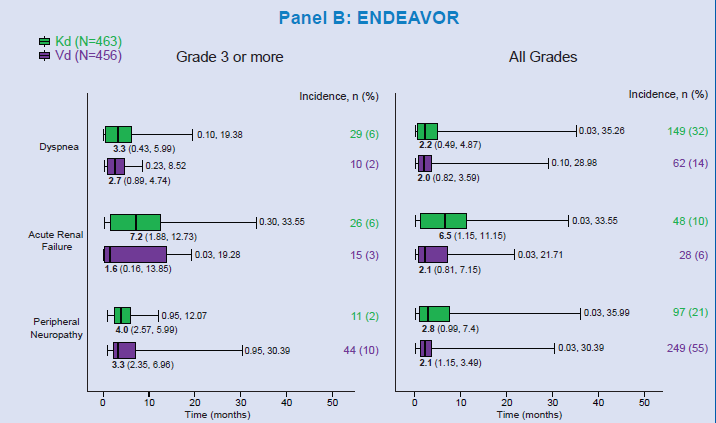 Panel B: ENDEAVOR
Kd (N=463)
Vd (N=456)
Grade 3 or more
All Grades
Incidence, n (%)
Incidence, n (%)
Dyspnea
0.10, 19.38
29 (6)
3.3 (0.43, 5.99)
0.23, 8.52
10 (2)
2.7 (0.89, 4.74)
0.03, 35.26
149 (32)
2.2 (0.49, 4.87)
0.10, 28.98
62 (14)
2.0 (0.82, 3.59)
Acute Renal
Failure
0.30, 33.55
26 (6)
7.2 (1.88, 12.73)
0.03, 19.28
15 (3)
1.6 (0.16, 13.85)
0.03, 33.55
48 (10)
6.5 (1.15, 11.15)
0.03, 21.71
28 (6)
2.1 (0.81, 7.15)
Peripheral
Neuropathy
0.95, 12.07
11 (2)
4.0 (2.57, 5.99)
0.95, 30.39
44 (10)
3.3 (2.35, 6.96)
0.03, 35.99
97 (21)
2.8 (0.99, 7.4)
0.03, 30.39
249 (55)
2.1 (1.15, 3.49)
0 10 20 30 40 50
Time (months)
0 10 20 30 40 50
Time (months)